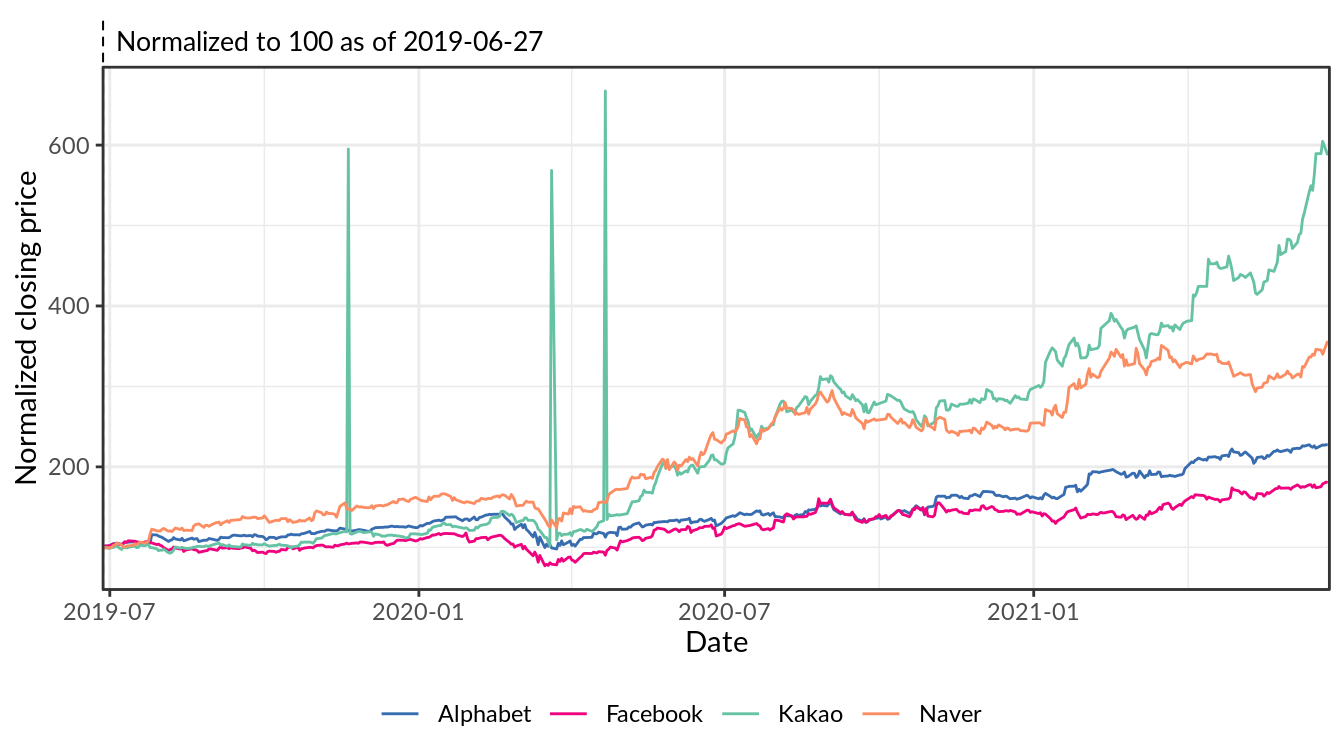 Normalized to 100 as of 2019-06-27
Normalized closing price
600
400
200
2019-07 2020-01 2020-07 2021-01
Date
Alphabet Facebook Kakao Naver